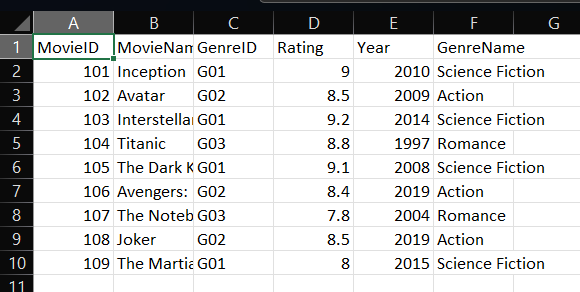 A B C D E F G
1 MovieID MovieNam GenreID Rating Year GenreName
2 101 Inception G01 9 2010 Science Fiction
3 102 Avatar G02 8.5 2009 Action
4 103 Interstella G01 9.2 2014 Science Fiction
5 104 Titanic G03 8.8 1997 Romance
6 105 The Dark K G01 9.1 2008 Science Fiction
7 106 Avengers: G02 8.4 2019 Action
8 107 The Noteb G03 7.8 2004 Romance
9 108 Joker G02 8.5 2019 Action
10 109 The Martia G01 8 2015 Science Fiction
11